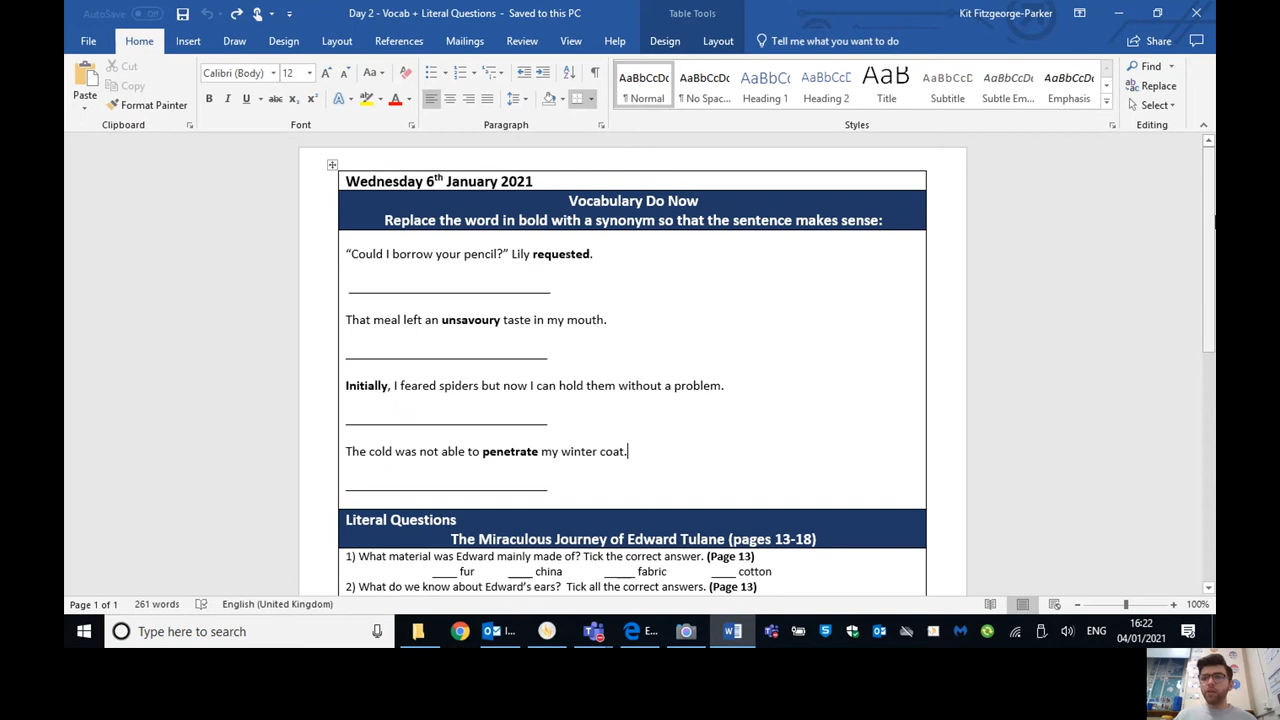 AutoSave Off
Day 2 - Vocab + Literal Questions - Saved to this PC
Table Tools
Kit Fitzgeorge-Parker
File Home Insert Draw Design Layout References Mailings Review View Help Design Layout Tell me what you want to do Share
Paste
Cut
Copy
Format Painter
Clipboard
Calibri (Body) 12
Font
Paragraph
AaBbCcDc AaBbCcDc AaBbCc AaBbCcD AaB AaBbCcD AaBbCcDc AaBbCcDc
¶ Normal ¶ No Spac... Heading 1 Heading 2 Title Subtitle Subtle Em... Emphasis
Styles
Find
Replace
Select
Editing
Wednesday 6th January 2021
Vocabulary Do Now
Replace the word in bold with a synonym so that the sentence makes sense:
“Could I borrow your pencil?” Lily requested.
That meal left an unsavoury taste in my mouth.
Initially, I feared spiders but now I can hold them without a problem.
The cold was not able to penetrate my winter coat.
Literal Questions
The Miraculous Journey of Edward Tulane (pages 13-18)
1) What material was Edward mainly made of? Tick the correct answer. (Page 13)
____ fur ____ china _____ fabric ____ cotton
2) What do we know about Edward’s ears? Tick all the correct answers. (Page 13)
Page 1 of 1 261 words English (United Kingdom) 100%
Type here to search
I...
E...
ENG
16:22
04/01/2021